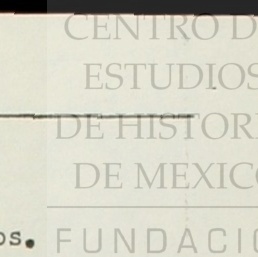 CENTRO D
ESTUDIOS
DE HISTOR
DE MEXIC
os. FUNDACI